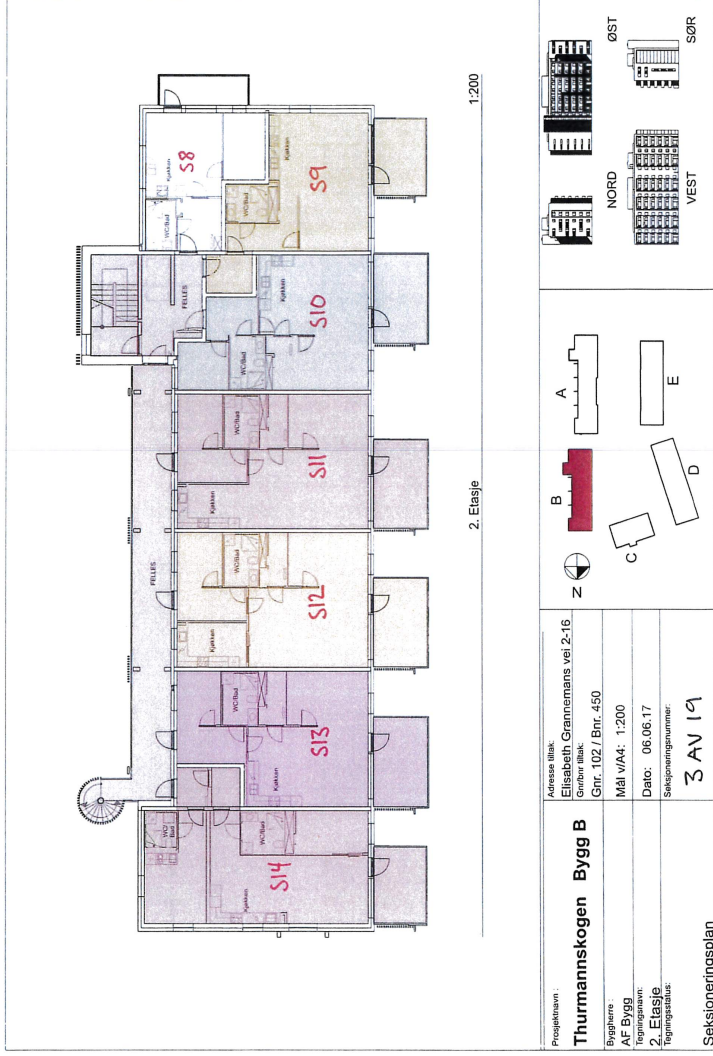 S8
Kjøkken
WC/Bad
S9
Kjøkken
WC/Bad
FELLES
S10
Kjøkken
WC/Bad
S11
Kjøkken
WC/Bad
FELLES
S12
Kjøkken
WC/Bad
S13
Kjøkken
WC/Bad
S14
Kjøkken
WC/Bad
WC/
Bad
2. Etasje
1:200
Prosjektnavn :
Thurmannskogen Bygg B
Byggherre :
AF Bygg
Tegningsnavn:
2. Etasje
Tegningsstatus:
Seksjoneringsplan
Adresse tiltak:
Elisabeth Grannemans vei 2-16
Gnr/bnr tiltak:
Gnr. 102 / Bnr. 450
Mål v/A4: 1:200
Dato: 06.06.17
Seksjoneringsnummer:
3 AV 19
N
A
B
C
D
E
NORD
ØST
VEST
SØR